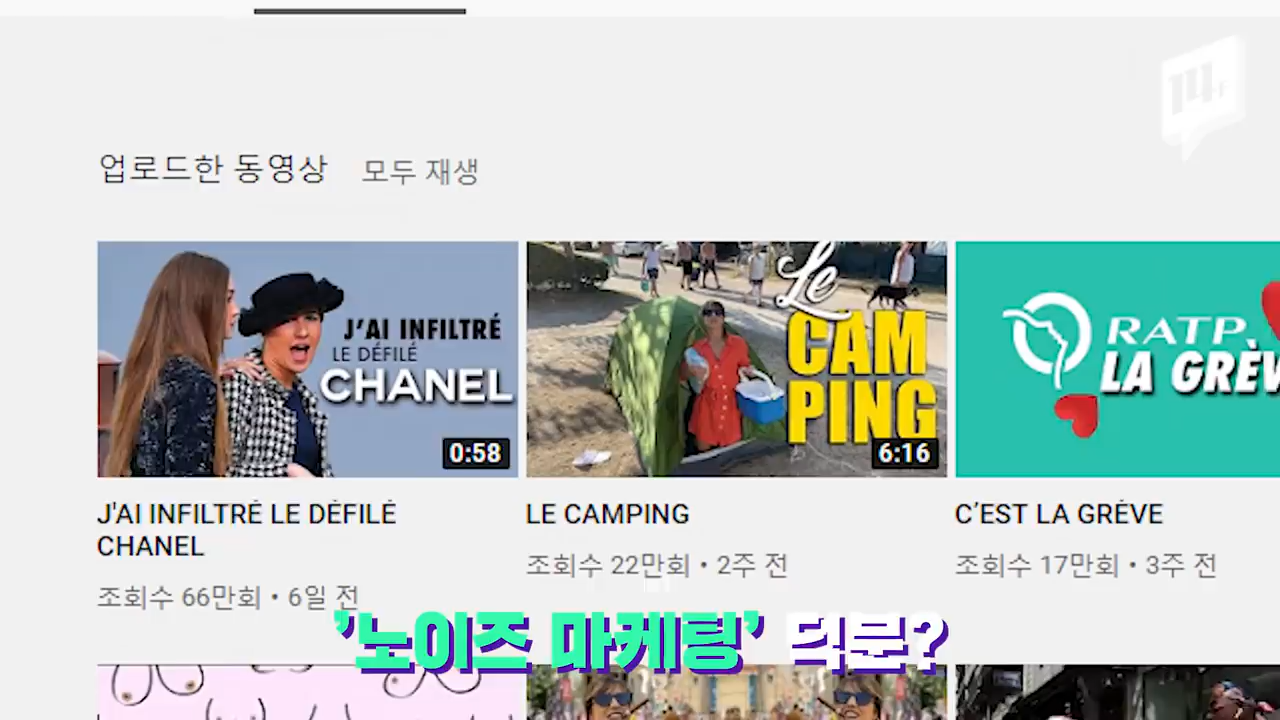 업로드한 동영상 모두 재생
J'AI INFILTRÉ
LE DÉFILÉ
CHANEL
0:58
Le
CAM
PING
6:16
RATP
LA GRÈV
J'AI INFILTRÉ LE DÉFILÉ
CHANEL
조회수 66만회 • 6일 전
LE CAMPING
조회수 22만회 • 2주 전
C'EST LA GRÈVE
조회수 17만회 • 3주 전
'노이즈 마케팅' 덕분?